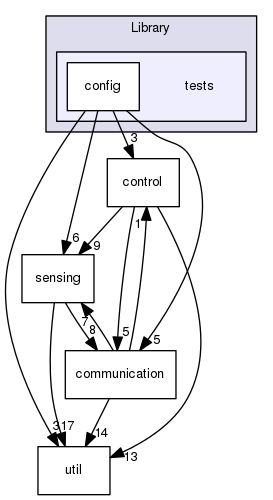 Library
config
tests
3
control
6
9
1
sensing
7
8
5
5
communication
3
17
14
13
util